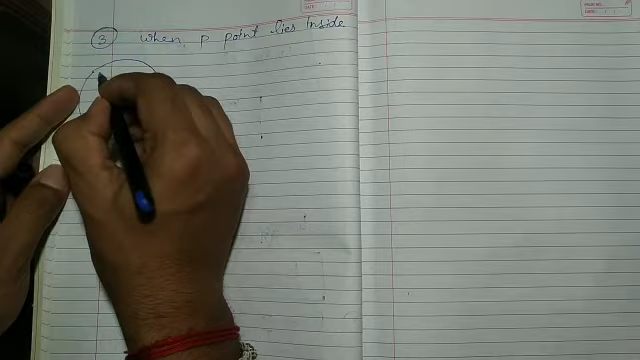 ③ When, P point lies inside